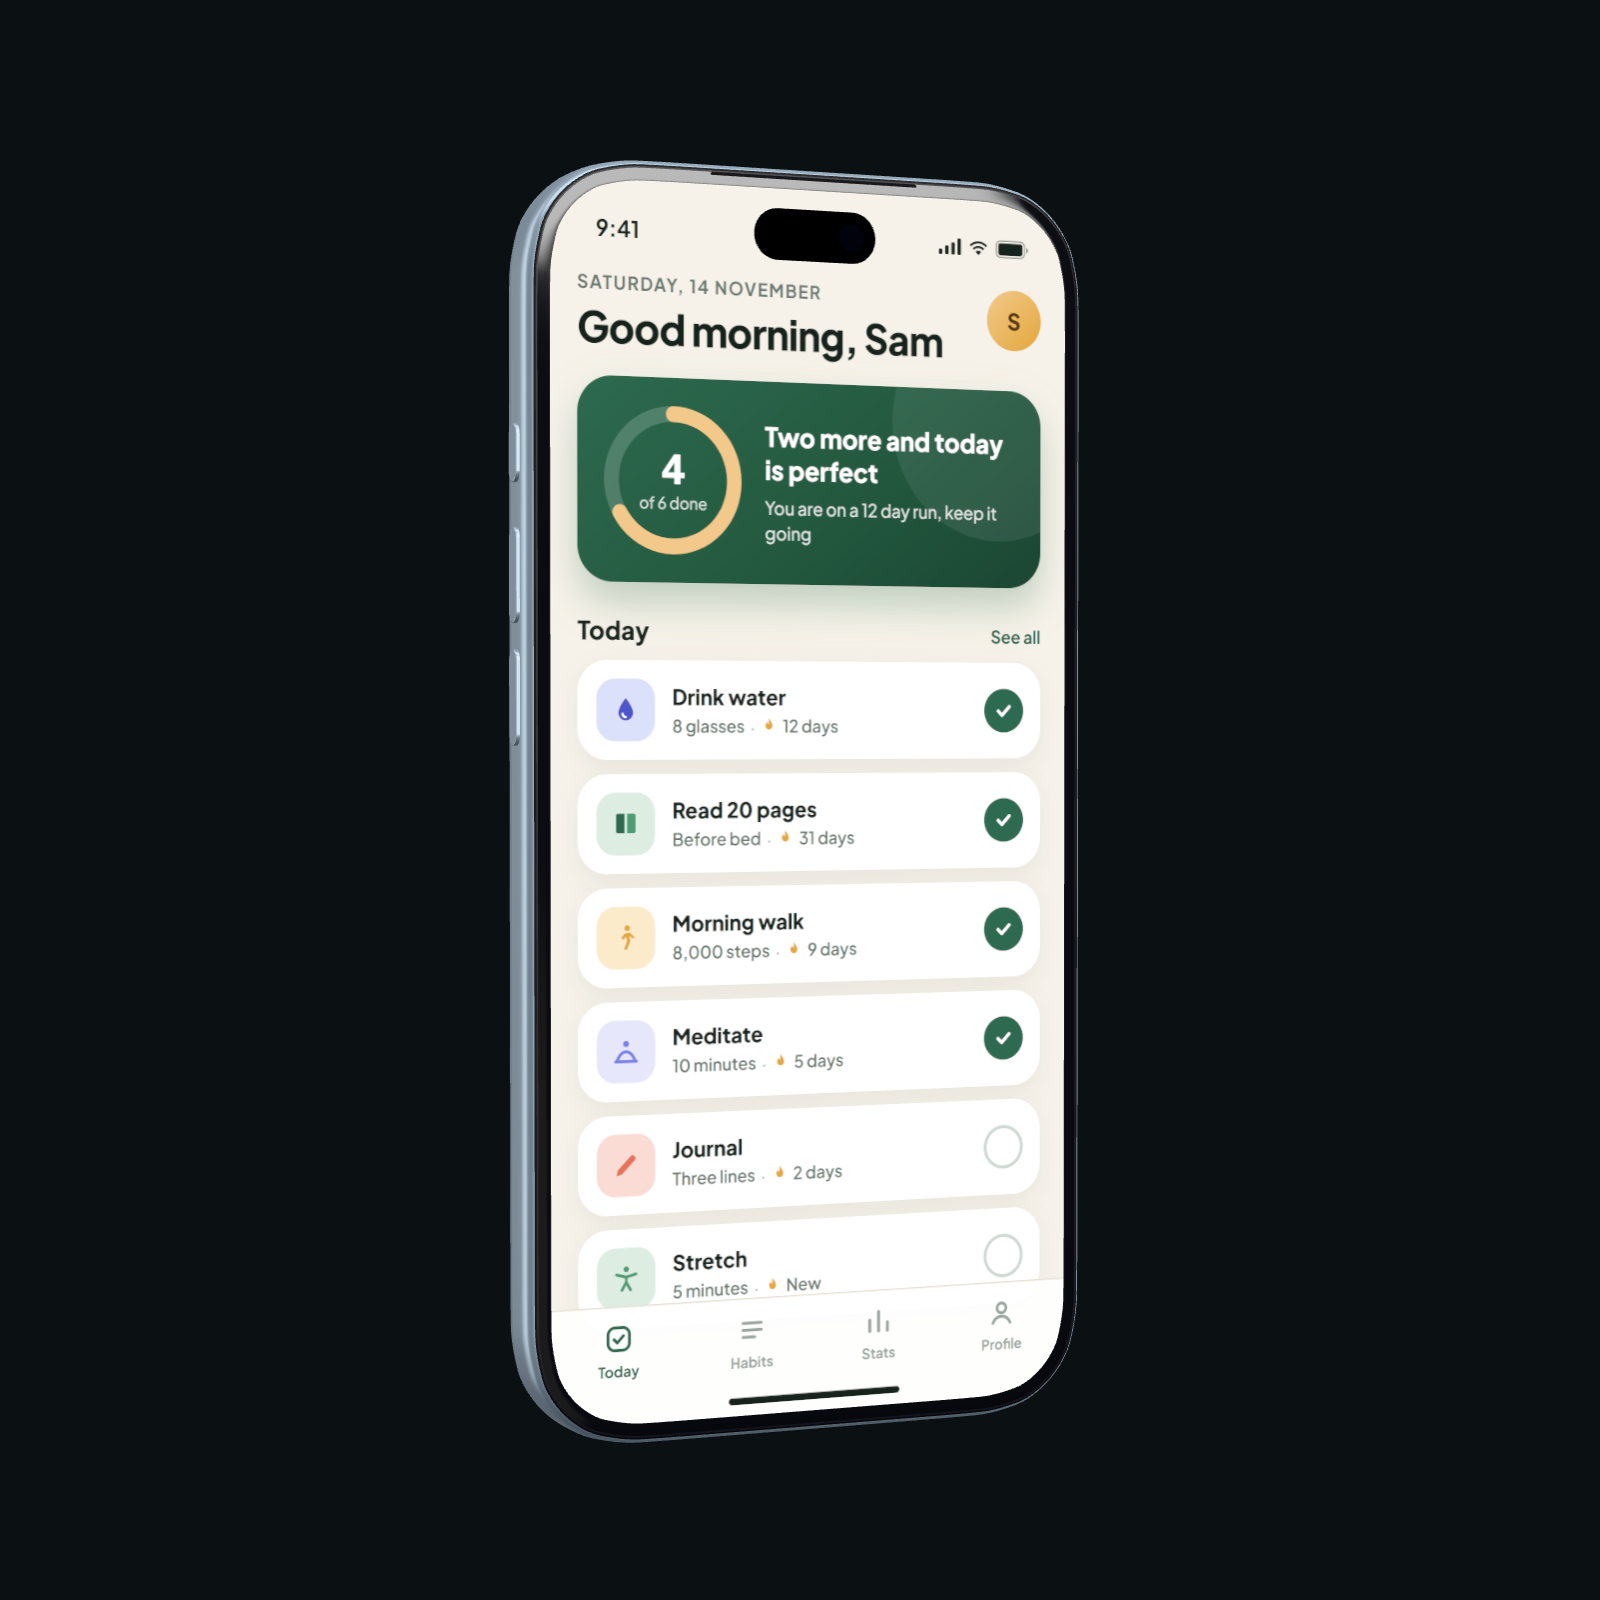 9:41
SATURDAY, 14 NOVEMBER
Good morning, Sam
S
4
of 6 done
Two more and today
is perfect
You are on a 12 day run, keep it
going
Today
See all
Drink water
8 glasses · 12 days
Read 20 pages
Before bed · 31 days
Morning walk
8,000 steps · 9 days
Meditate
10 minutes · 5 days
Journal
Three lines · 2 days
Stretch
5 minutes · New
Today
Habits
Stats
Profile